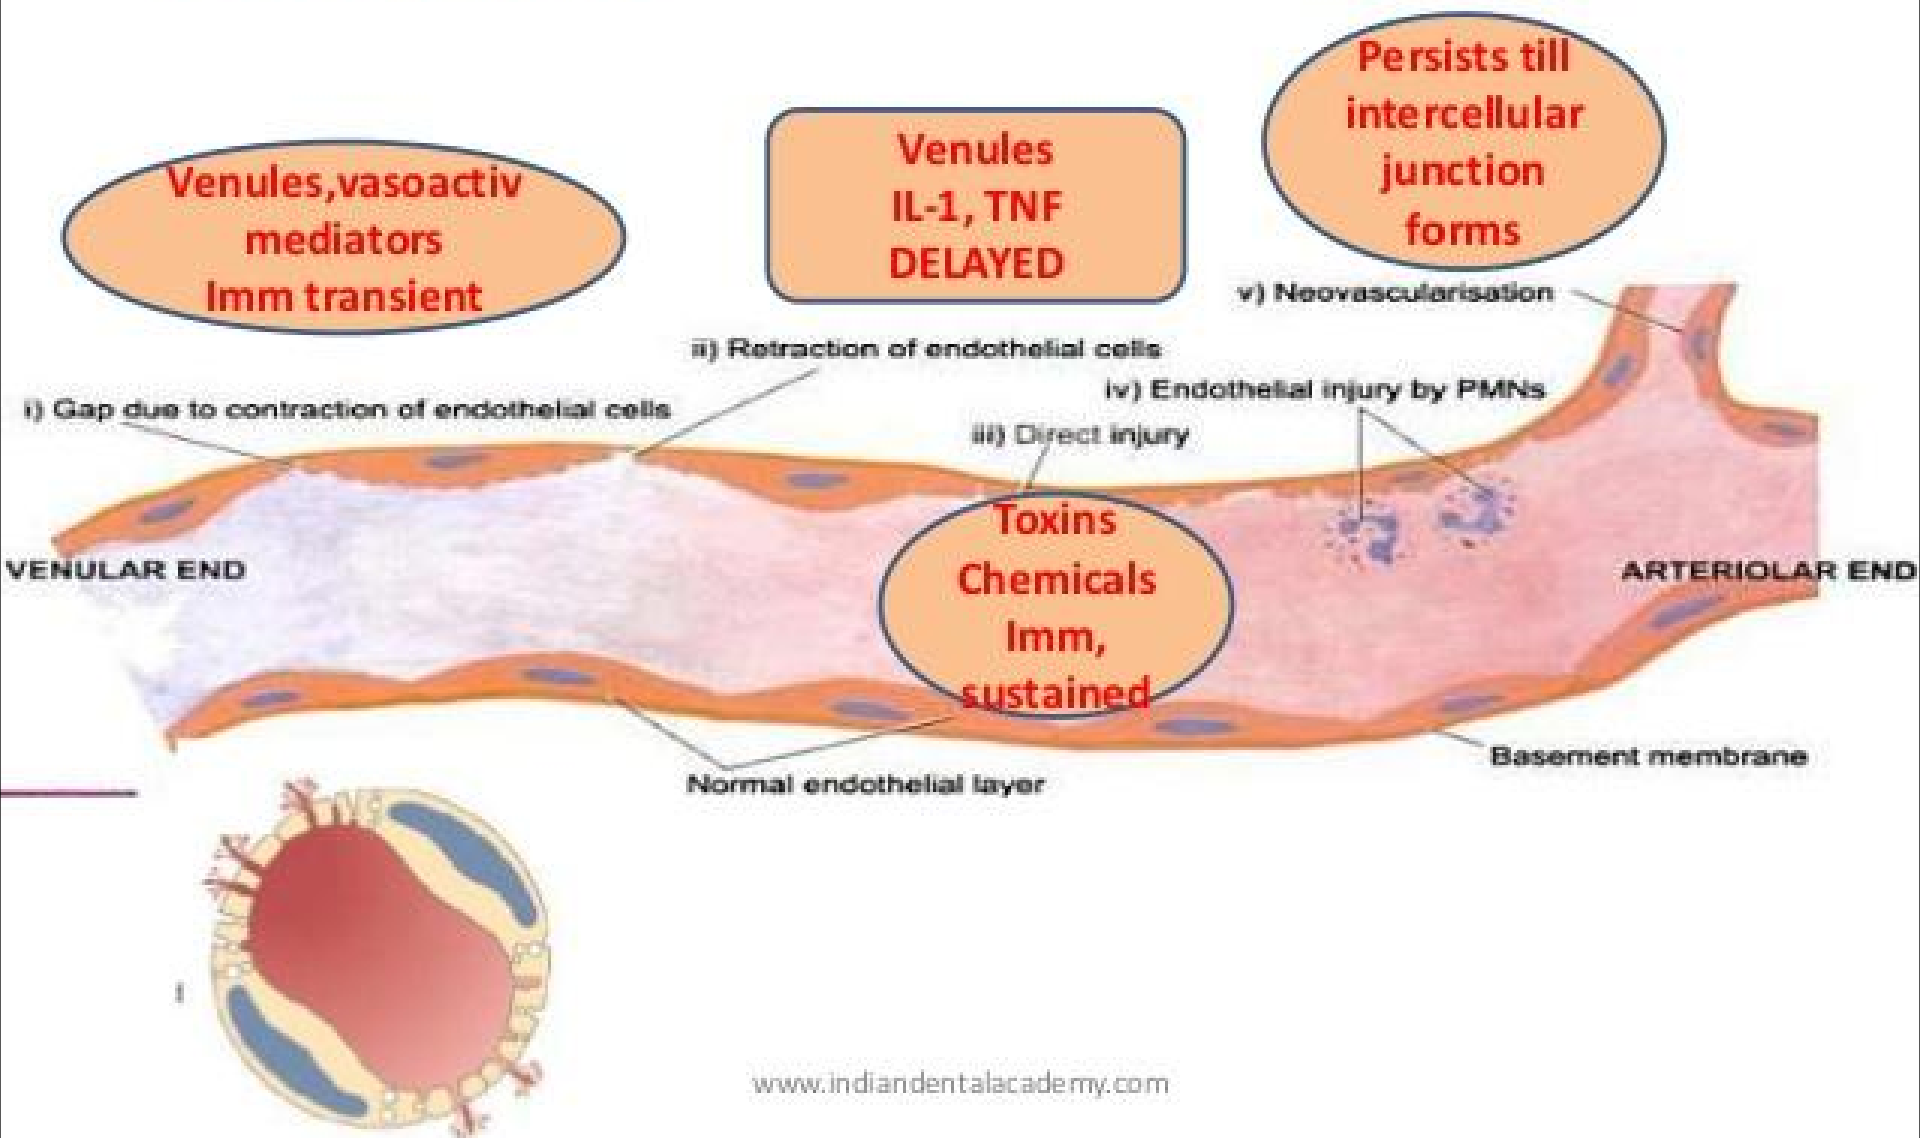 Persists till
intercellular
junction
forms
Venules
IL-1, TNF
DELAYED
Venules,vasoactiv
mediators
Imm transient
v) Neovascularisation
ii) Retraction of endothelial cells
iv) Endothelial injury by PMNs
i) Gap due to contraction of endothelial cells
iii) Direct injury
Toxins
Chemicals
Imm,
sustained
VENULAR END
ARTERIOLAR END
Basement membrane
Normal endothelial layer
www.indiandentalacademy.com